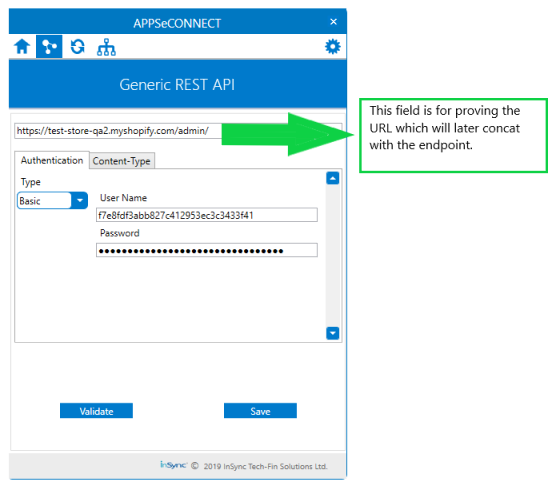 APPSeCONNECT ×
Generic REST API
https://test-store-qa2.myshopify.com/admin/
This field is for proving the
URL which will later concat
with the endpoint.
Authentication Content-Type
Type
Basic
User Name
f7e8fdf3abb827c412953ec3c3433f41
Password
●●●●●●●●●●●●●●●●●●●●●●●●●●●●●●●●
Validate Save
InSync © 2019 InSync Tech-Fin Solutions Ltd.